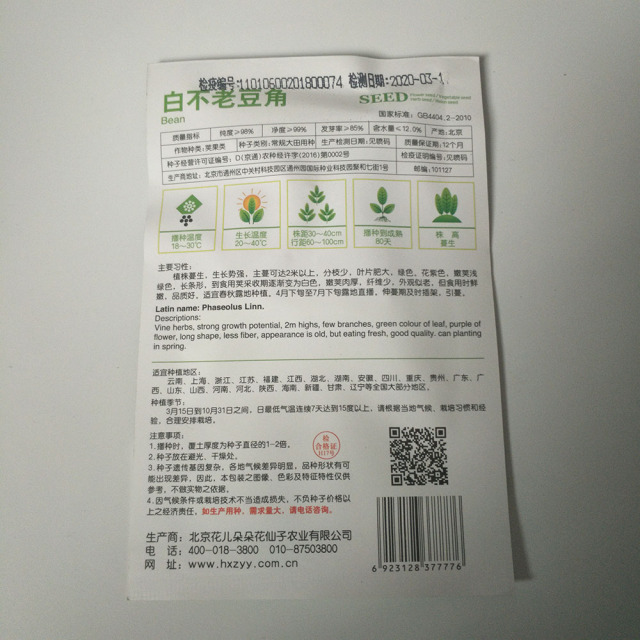 检疫编号:11010500201800074 检测日期:2020-03-1
白不老豆角
Bean
SEED
国家标准：GB4404.2-2010
质量指标 纯度≥98% 净度≥99% 发芽率≥85% 含水量≤12.0% 产地:北京
作物种类:荚果类 种子类别:常规大田用种 生产检测日期:见喷码 质量保证期:12个月
种子经营许可证编号：D(京通)农种经许字(2016)第0002号 检疫证明编号:见喷码
生产商地址：北京市通州区中关村科技园区通州园国际种业科技园聚和七街1号 邮编:101127
播种温度 18~30℃
生长温度 20~40℃
株距30~40cm 行距60~100cm
播种到成熟 80天
株高 蔓生
主要习性：
植株蔓生，生长势强，主蔓可达2米以上，分枝少，叶片肥大，绿色，花紫色，嫩荚浅
绿色，长条形，到食用荚采收期逐渐变为白色，嫩荚肉厚，纤维少，外观似老，但食用时鲜
嫩，品质好。适宜春秋露地种植。4月下旬至7月下旬露地直播。伸蔓期及时插架，引蔓。
Latin name: Phaseolus Linn.
Descriptions:
Vine herbs, strong growth potential, 2m highs, few branches, green colour of leaf, purple of
flower, long shape, less fiber, appearance is old, but eating fresh, good quality. can planting
in spring.
适宜种植地区：
云南、上海、浙江、江苏、福建、江西、湖北、湖南、安徽、四川、重庆、贵州、广东、广
西、山东、山西、河南、河北、陕西、海南、新疆、甘肃、辽宁等全国大部分地区。
种植季节：
3月15日到10月31日之间，日最低气温连续7天达到15度以上，请根据当地气候、栽培习惯和经
验，合理安排栽培。
注意事项：
1.播种时，覆土厚度为种子直径的1-2倍。
2.种子放在避光、干燥处。
3.种子遗传基因复杂，各地气候差异明显，品种形状有可
能出现差异，因此，本包装之图像、色彩及特征特性仅供
参考，不做实物之依据。
4.因气候条件或栽培技术不当造成损失，不负种子价格以
上之经济责任，如生产用种、需求量大，请电话咨询。
检
合格证
H17号
生产商：北京花儿朵朵花仙子农业有限公司
电话：400-018-3800 010-87503800
网址：www.hxzyy.com.cn
6 923128 377776